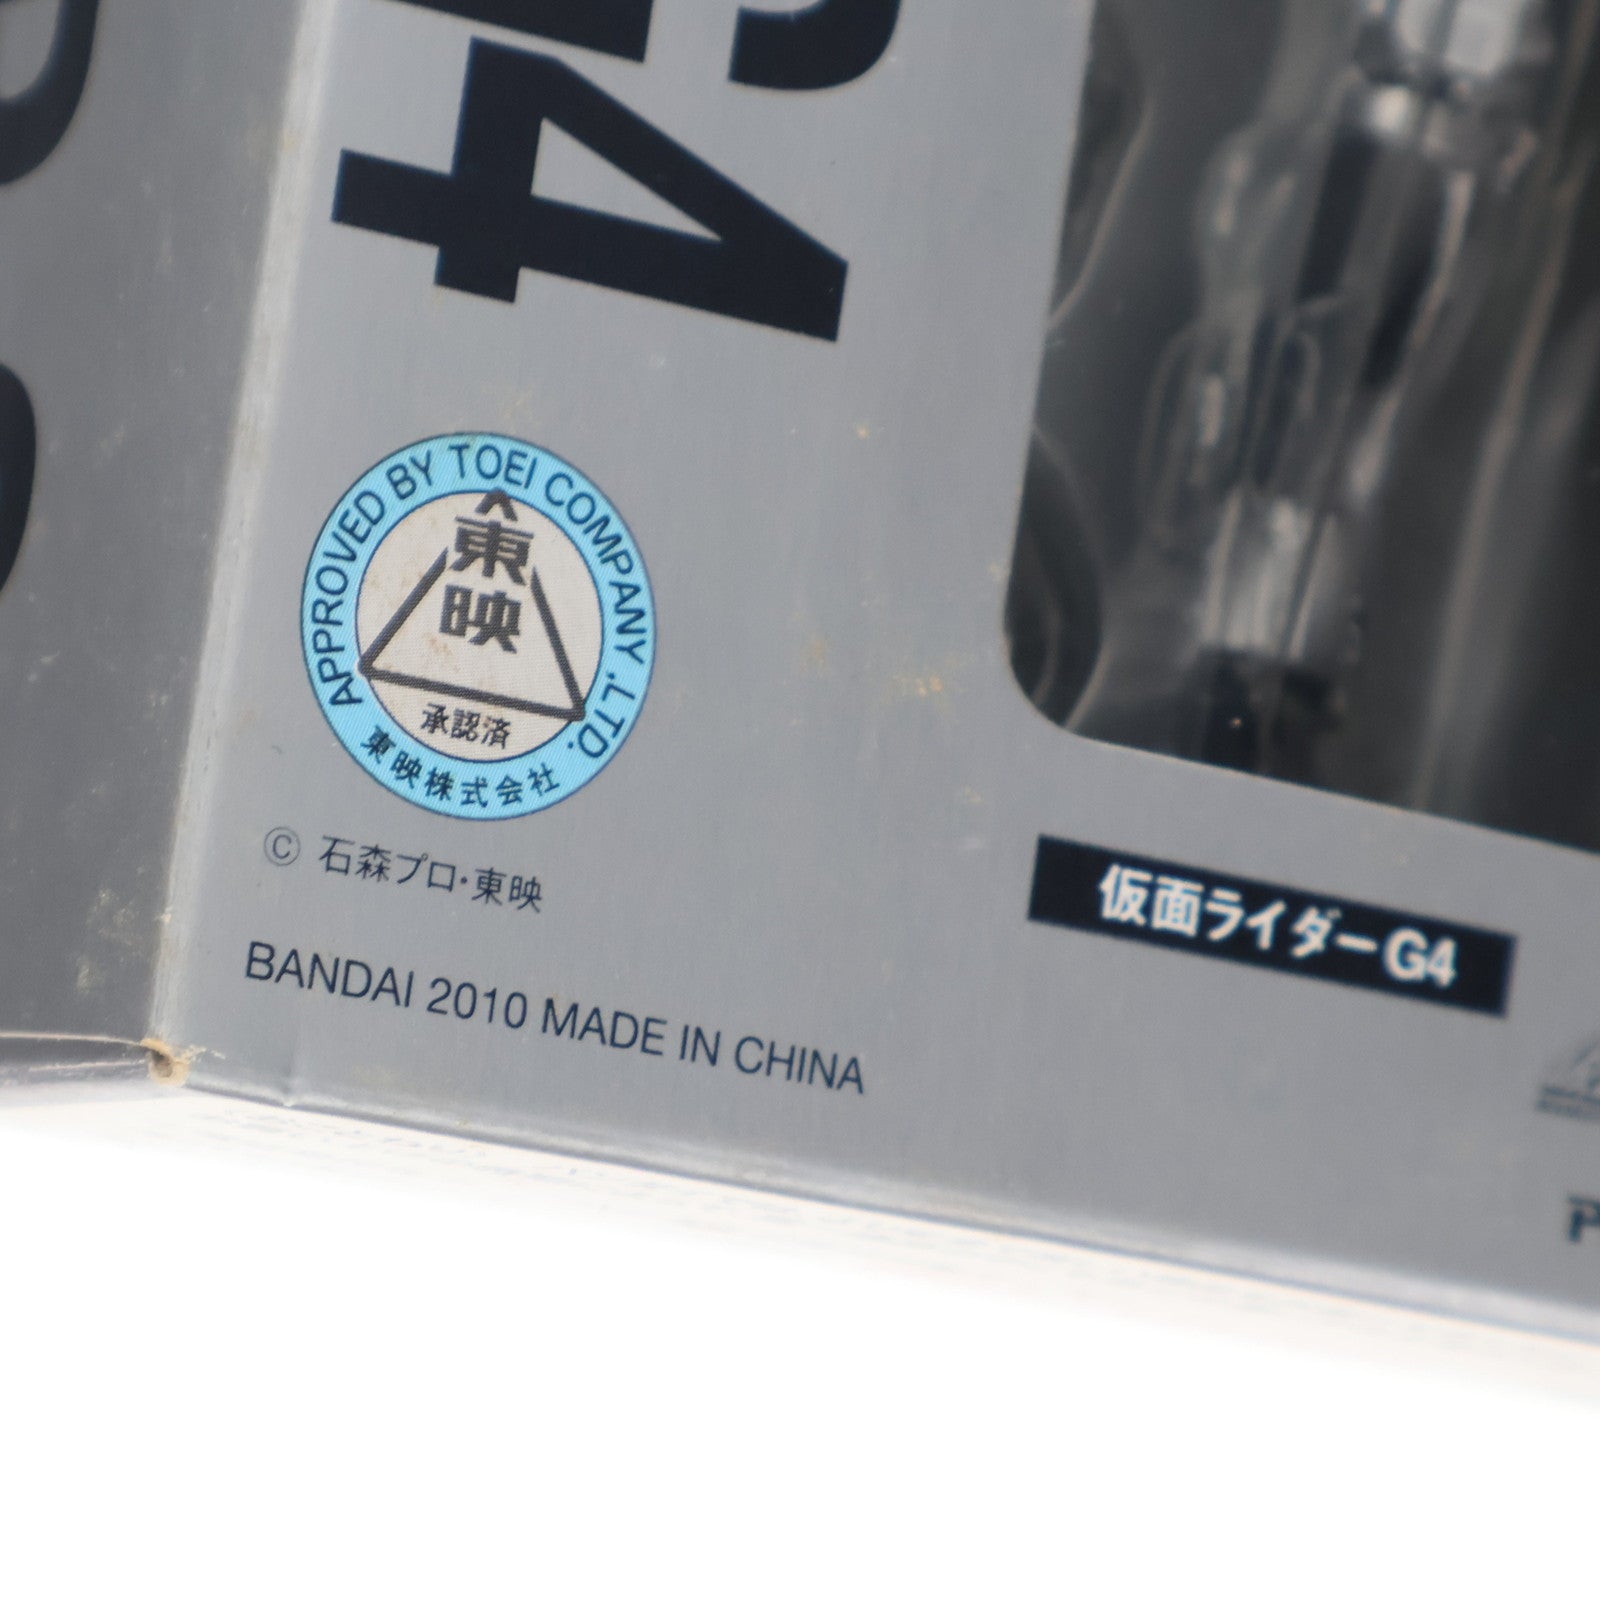 G4
APPROVED BY TOEI COMPANY ,LTD.
東映
承認済
東映株式会社
© 石森プロ・東映
BANDAI 2010 MADE IN CHINA
仮面ライダーG4